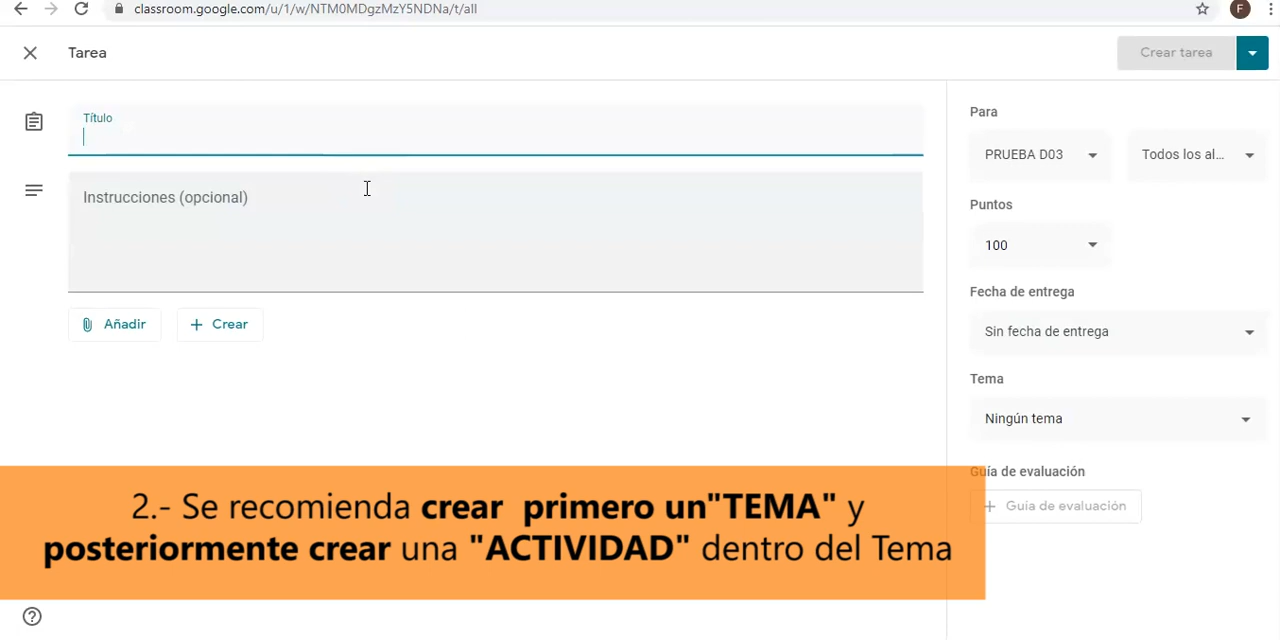 classroom.google.com/u/1/w/NTM0MDgzMzY5NDNa/t/all
F
Tarea
Crear tarea
Título
Instrucciones (opcional)
Añadir
Crear
Para
PRUEBA D03
Todos los al...
Puntos
100
Fecha de entrega
Sin fecha de entrega
Tema
Ningún tema
Guía de evaluación
Guía de evaluación
2.- Se recomienda crear primero un"TEMA" y
posteriormente crear una "ACTIVIDAD" dentro del Tema